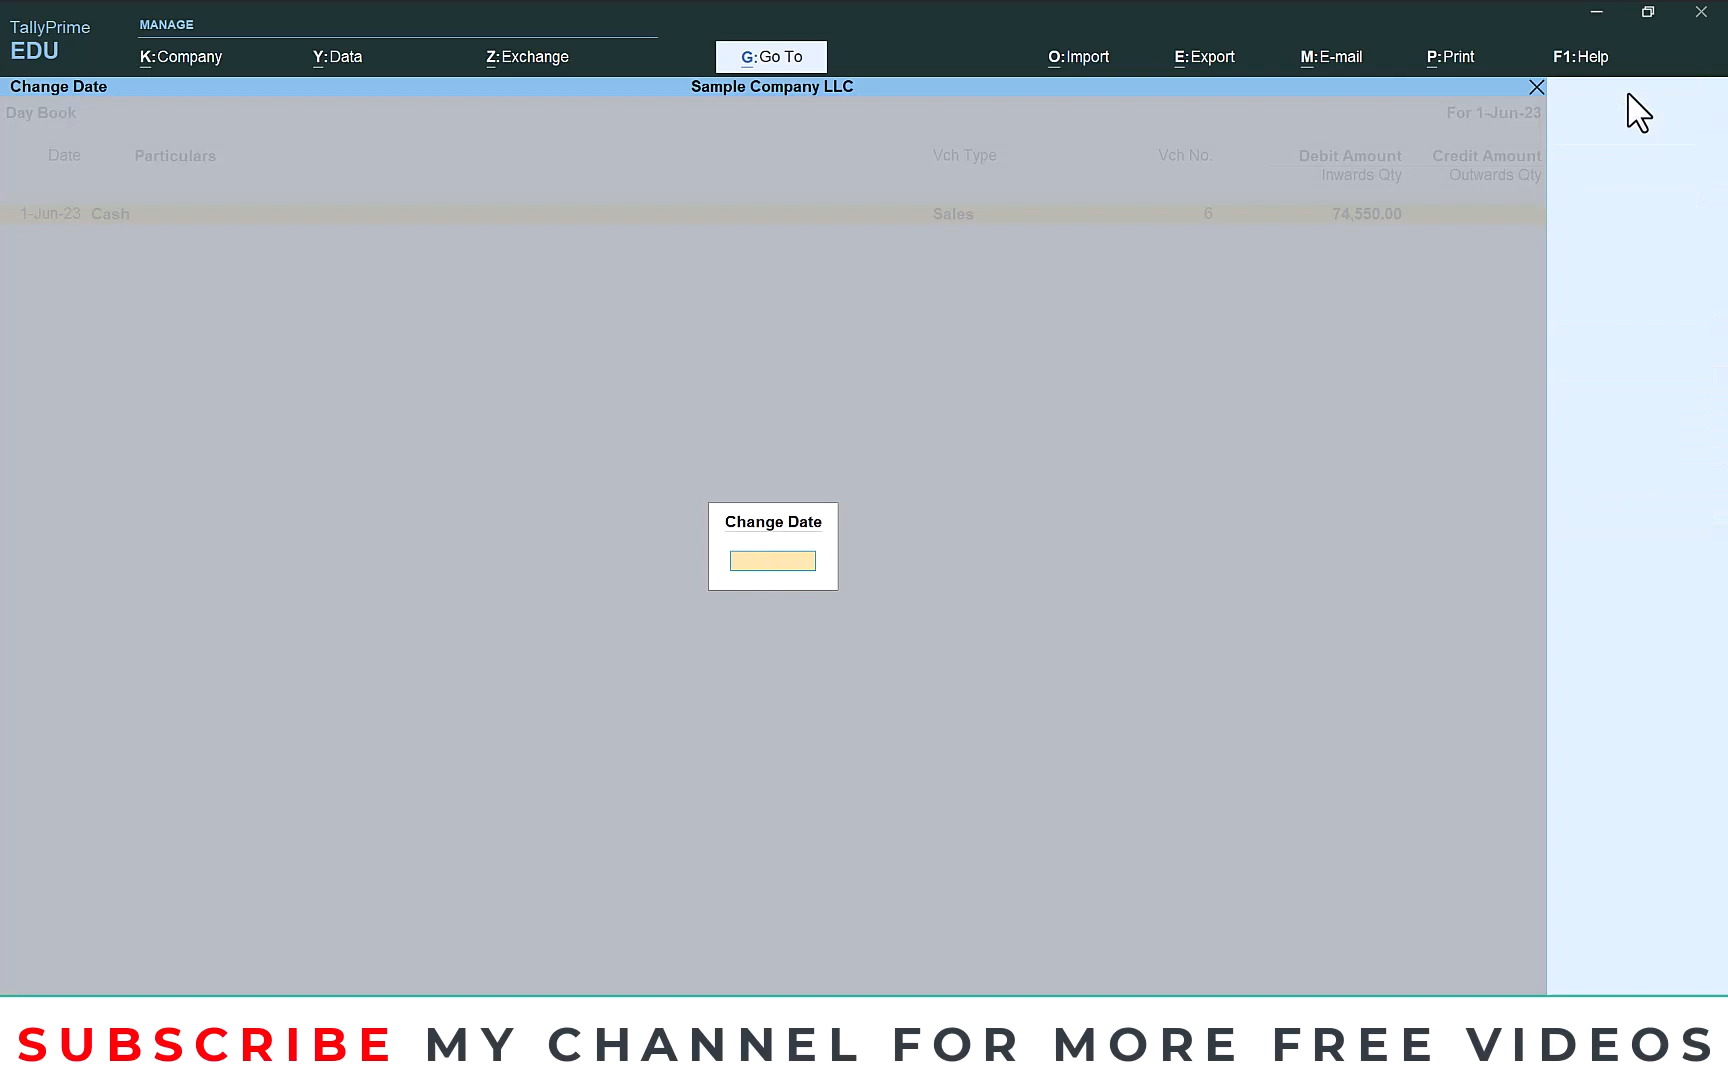 TallyPrime
EDU
MANAGE
K:Company
Y:Data
Z:Exchange
G:Go To
O:Import
E:Export
M:E-mail
P:Print
F1:Help
Change Date
Sample Company LLC
Day Book
For 1-Jun-23
Date
Particulars
Vch Type
Vch No.
Debit Amount
Credit Amount
Inwards Qty
Outwards Qty
1-Jun-23 Cash
Sales
6
74,550.00
Change Date
SUBSCRIBE MY CHANNEL FOR MORE FREE VIDEOS